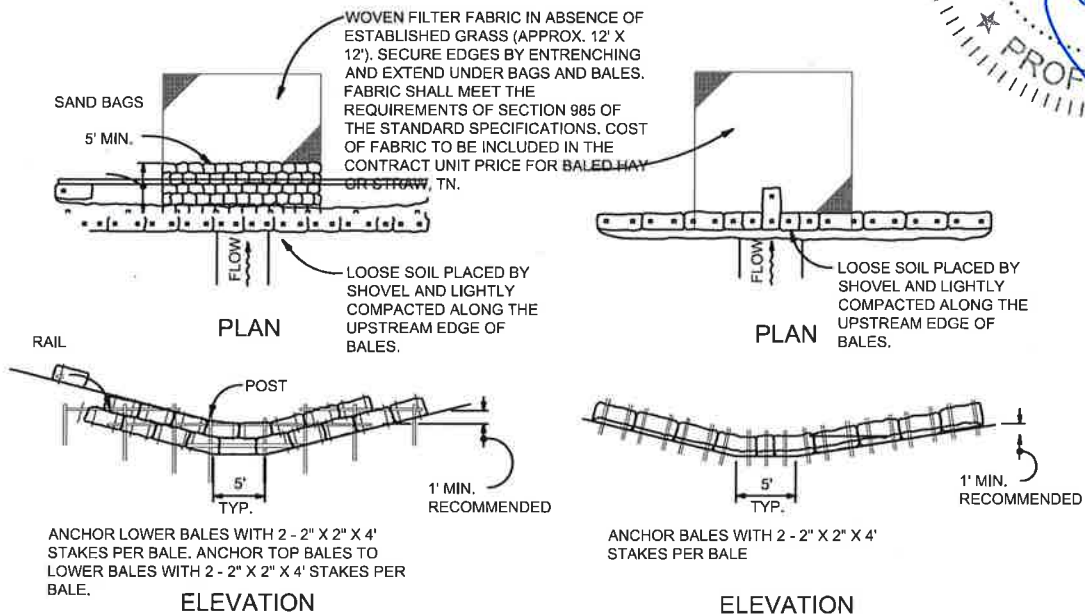 WOVEN FILTER FABRIC IN ABSENCE OF
ESTABLISHED GRASS (APPROX. 12' X
12'). SECURE EDGES BY ENTRENCHING
AND EXTEND UNDER BAGS AND BALES.
FABRIC SHALL MEET THE
REQUIREMENTS OF SECTION 985 OF
THE STANDARD SPECIFICATIONS. COST
OF FABRIC TO BE INCLUDED IN THE
CONTRACT UNIT PRICE FOR BALED HAY
OR STRAW, TN.
PROF
SAND BAGS
5' MIN.
FLOW
LOOSE SOIL PLACED BY
SHOVEL AND LIGHTLY
COMPACTED ALONG THE
UPSTREAM EDGE OF
BALES.
PLAN
FLOW
LOOSE SOIL PLACED BY
SHOVEL AND LIGHTLY
COMPACTED ALONG THE
UPSTREAM EDGE OF
BALES.
PLAN
RAIL
POST
5'
TYP.
1' MIN.
RECOMMENDED
ANCHOR LOWER BALES WITH 2 - 2" X 2" X 4'
STAKES PER BALE. ANCHOR TOP BALES TO
LOWER BALES WITH 2 - 2" X 2" X 4' STAKES PER
BALE.
ELEVATION
5'
TYP.
1' MIN.
RECOMMENDED
ANCHOR BALES WITH 2 - 2" X 2" X 4'
STAKES PER BALE
ELEVATION